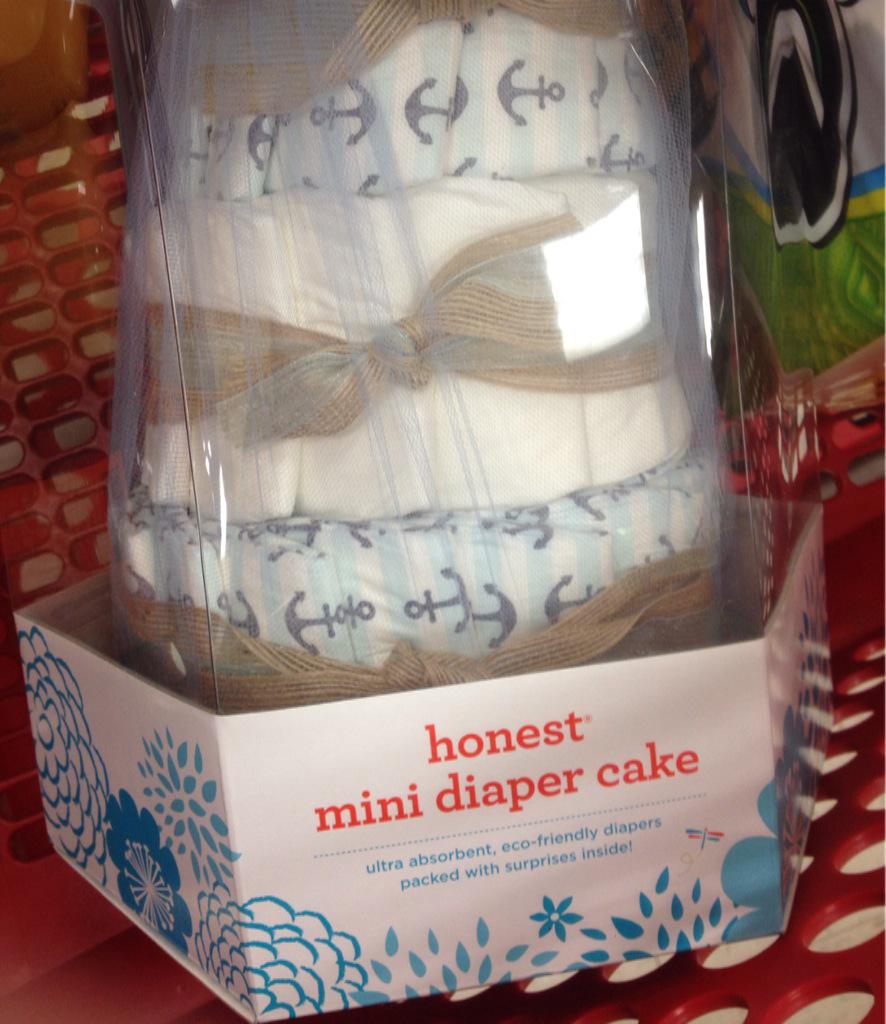 honest®
mini diaper cake
ultra absorbent, eco-friendly diapers
packed with surprises inside!